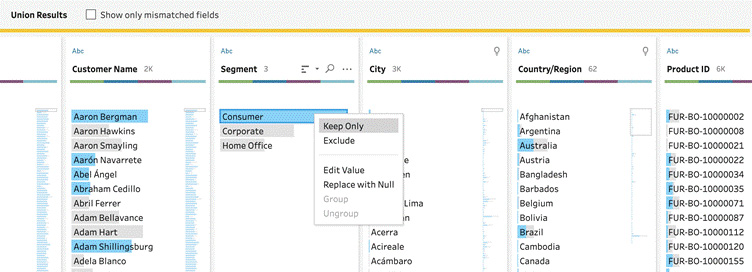 Union Results Show only mismatched fields
Abc Abc Abc Abc Abc
Customer Name 2K Segment 3 City 3K Country/Region 62 Product ID 6K
Aaron Bergman Consumer Afghanistan FUR-BO-10000002
Aaron Hawkins Corporate Keep Only Argentina FUR-BO-10000008
Aaron Smayling Home Office Exclude Australia FUR-BO-10000021
Aarón Navarrete Austria FUR-BO-10000022
Abel Ángel Edit Value Bangladesh FUR-BO-10000034
Abraham Cedillo Replace with Null Barbados FUR-BO-10000035
Abril Ferrer Group Lima Belgium FUR-BO-10000071
Adam Bellavance Ungroup Bolivia FUR-BO-10000087
Adam Hart Acerra Brazil FUR-BO-10000112
Adam Shillingsburg Acireale Cambodia FUR-BO-10000120
Adela Blanco Acámbaro Canada FUR-BO-10000155